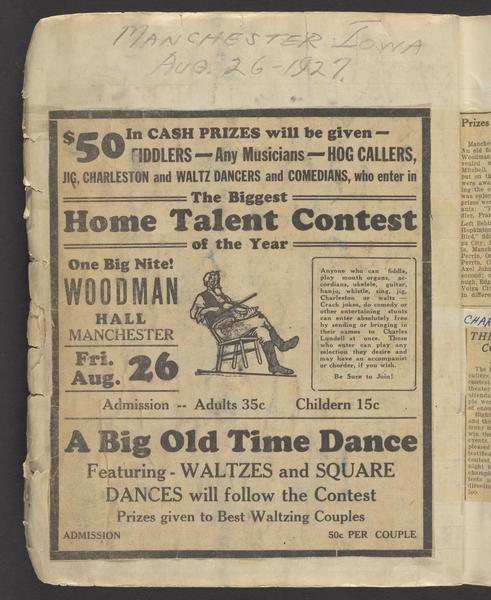 MANCHESTER IOWA
AUG. 26-1927.
$50 In CASH PRIZES will be given —
FIDDLERS — Any Musicians — HOG CALLERS,
JIG, CHARLESTON and WALTZ DANCERS and COMEDIANS, who enter in
The Biggest
Home Talent Contest
of the Year
One Big Nite!
WOODMAN
HALL
MANCHESTER
Fri.
Aug. 26
Anyone who can fiddle,
play mouth organs, ac-
cordians, ukelele, guitar,
banjo, whistle, sing, jig,
Charleston or waltz —
Crack jokes, do comedy or
other entertaining stunts
can enter absolutely free
by sending or bringing in
their names to Charles
Lundell at once. Those
who enter can play any
selection they desire and
may have an accompanist
or chorder, if you wish.
Be Sure to Join!
Admission -- Adults 35c Childern 15c
A Big Old Time Dance
Featuring - WALTZES and SQUARE
DANCES will follow the Contest
Prizes given to Best Waltzing Couples
ADMISSION 50c PER COUPLE
Prizes